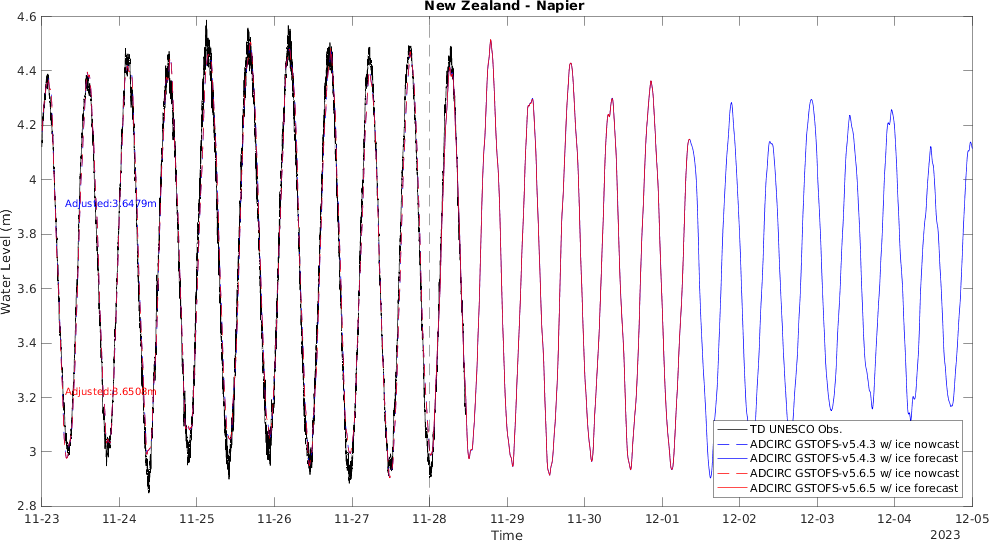 New Zealand - Napier
4.6
4.4
4.2
4
3.8
3.6
3.4
3.2
3
2.8
Water Level (m)
Adjusted:3.6479m
Adjusted:3.6508m
TD UNESCO Obs.
ADCIRC GSTOFS-v5.4.3 w/ ice nowcast
ADCIRC GSTOFS-v5.4.3 w/ ice forecast
ADCIRC GSTOFS-v5.6.5 w/ ice nowcast
ADCIRC GSTOFS-v5.6.5 w/ ice forecast
11-23 11-24 11-25 11-26 11-27 11-28 11-29 11-30 12-01 12-02 12-03 12-04 12-05
Time
2023